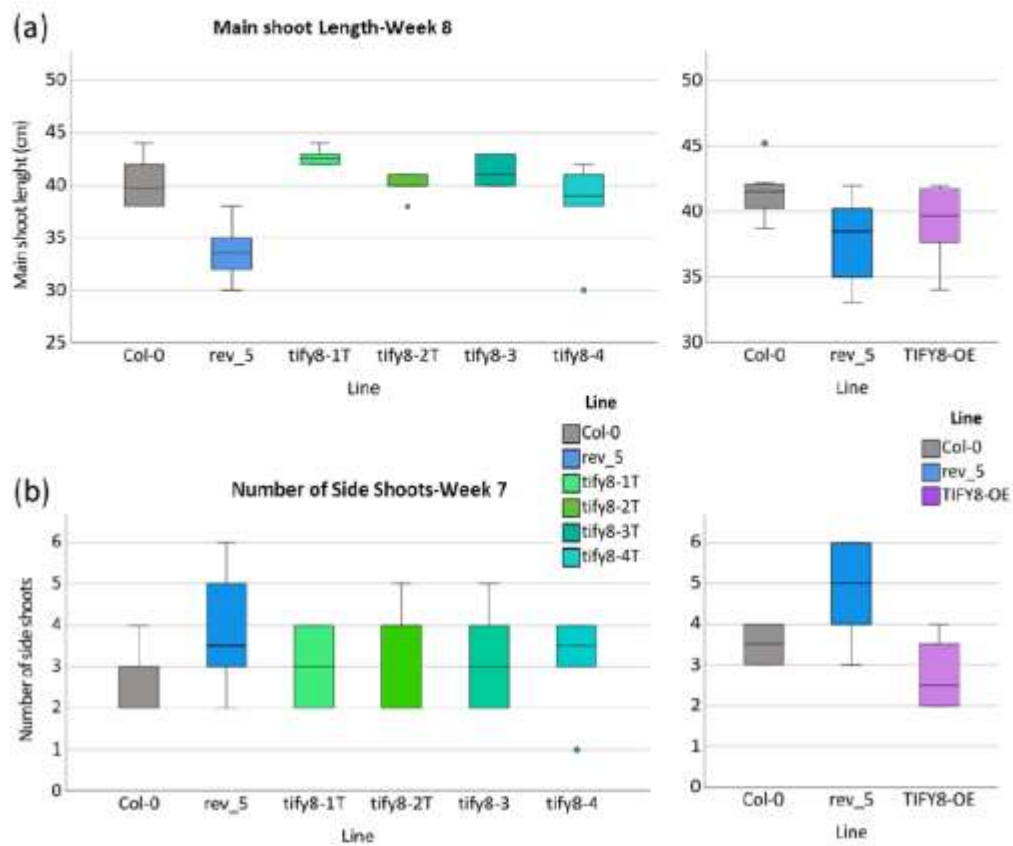 (a)
Main shoot Length-Week 8
Main shoot lenght (cm)
50
45
40
35
30
25
Col-0 rev_5 tify8-1T tify8-2T tify8-3 tify8-4
Line
50
45
40
35
30
Col-0 rev_5 TIFY8-OE
Line
Line
Col-0
rev_5
tify8-1T
tify8-2T
tify8-3T
tify8-4T
Line
Col-0
rev_5
TIFY8-OE
(b)
Number of Side Shoots-Week 7
Number of side shoots
6
5
4
3
2
1
0
Col-0 rev_5 tify8-1T tify8-2T tify8-3 tify8-4
Line
6
5
4
3
2
1
0
Col-0 rev_5 TIFY8-OE
Line